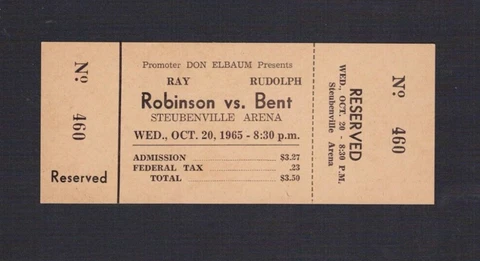 Nº 460
Reserved
Promoter DON ELBAUM Presents
RAY RUDOLPH
Robinson vs. Bent
STEUBENVILLE ARENA
WED., OCT. 20, 1965 - 8:30 p.m.
ADMISSION $3.27
FEDERAL TAX .23
TOTAL $3.50
RESERVED
WED., OCT. 20 - 8:30 P.M.
Steubenville
Arena
Nº 460